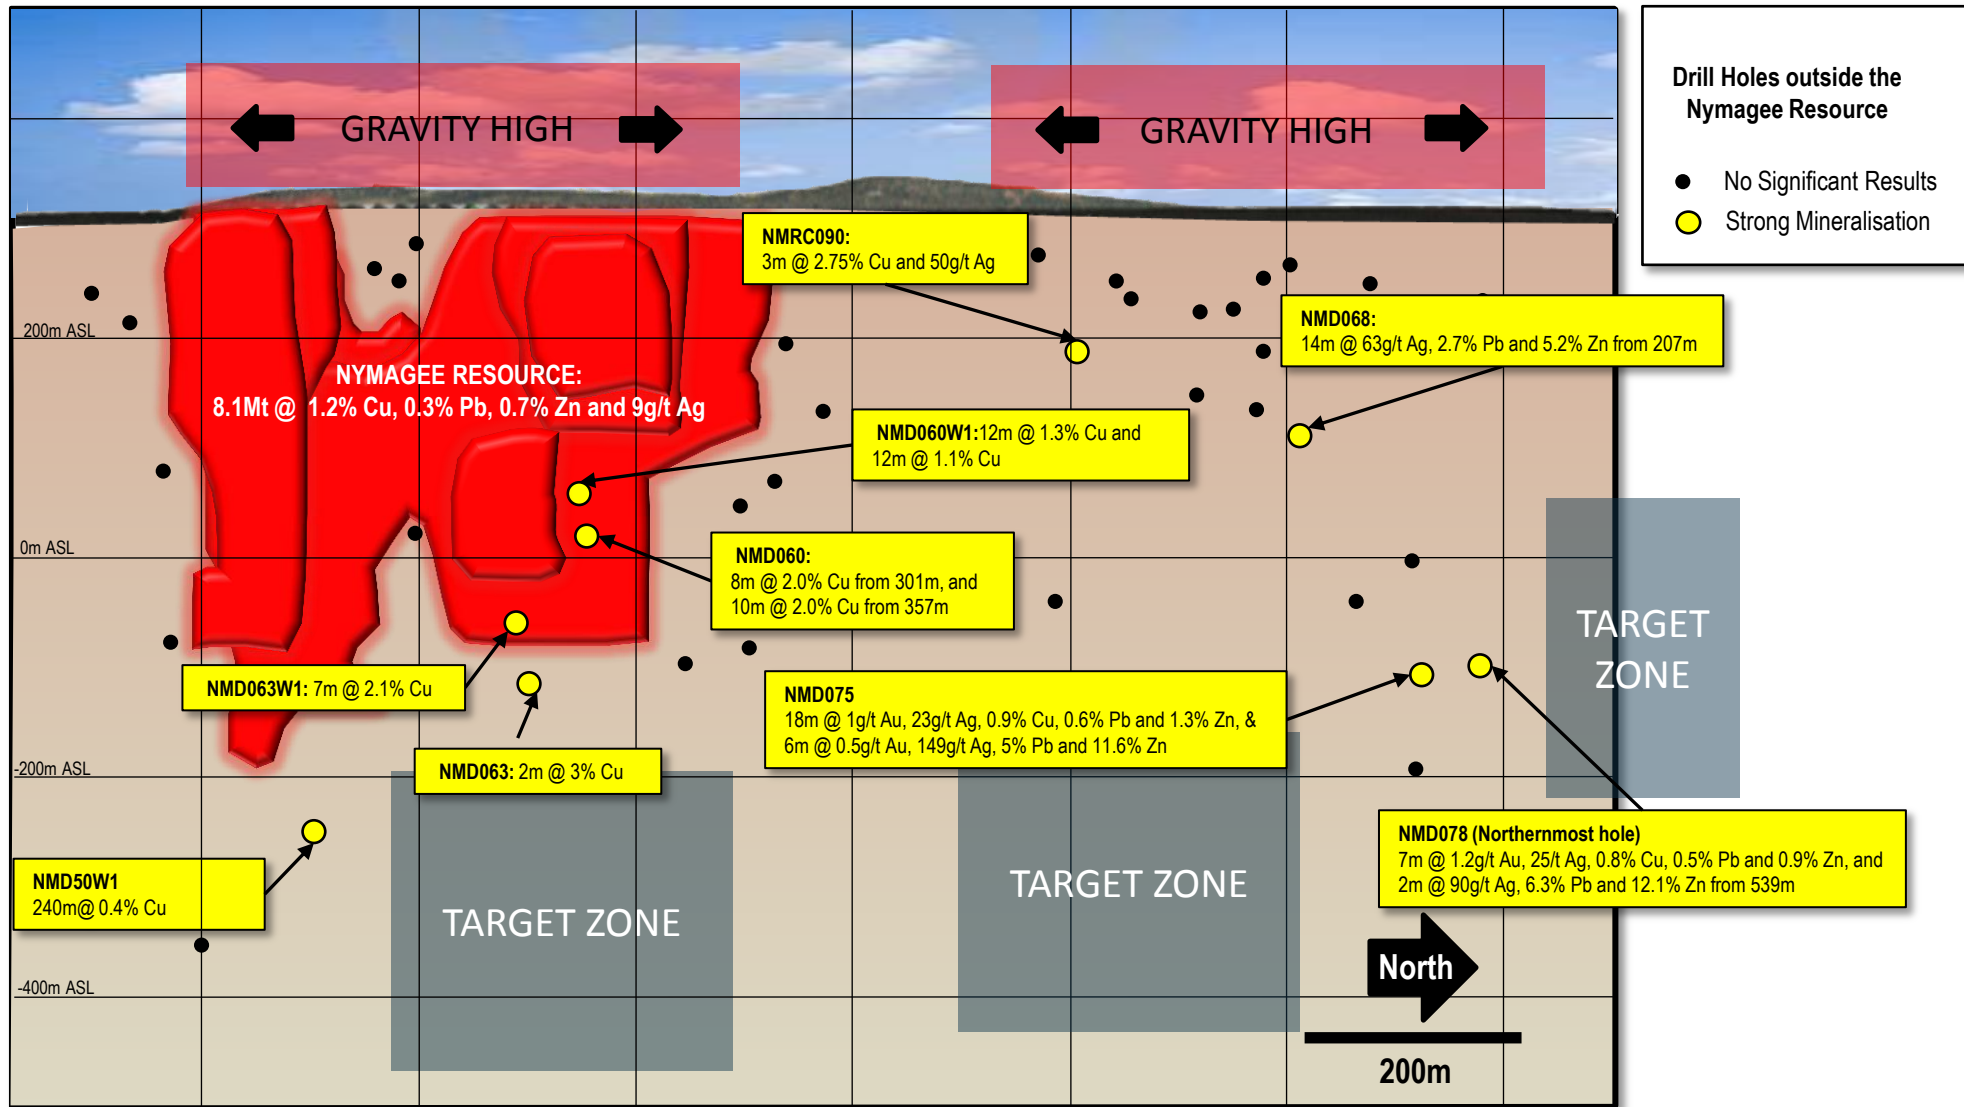 GRAVITY HIGH
GRAVITY HIGH
Drill Holes outside the
Nymagee Resource
No Significant Results
Strong Mineralisation
NMRC090:
3m @ 2.75% Cu and 50g/t Ag
NMD068:
14m @ 63g/t Ag, 2.7% Pb and 5.2% Zn from 207m
200m ASL
NYMAGEE RESOURCE:
8.1Mt @ 1.2% Cu, 0.3% Pb, 0.7% Zn and 9g/t Ag
NMD060W1:12m @ 1.3% Cu and
12m @ 1.1% Cu
0m ASL
NMD060:
8m @ 2.0% Cu from 301m, and
10m @ 2.0% Cu from 357m
TARGET
ZONE
NMD063W1: 7m @ 2.1% Cu
NMD075
18m @ 1g/t Au, 23g/t Ag, 0.9% Cu, 0.6% Pb and 1.3% Zn, &
6m @ 0.5g/t Au, 149g/t Ag, 5% Pb and 11.6% Zn
NMD063: 2m @ 3% Cu
-200m ASL
NMD078 (Northernmost hole)
7m @ 1.2g/t Au, 25/t Ag, 0.8% Cu, 0.5% Pb and 0.9% Zn, and
2m @ 90g/t Ag, 6.3% Pb and 12.1% Zn from 539m
NMD50W1
240m@ 0.4% Cu
TARGET ZONE
TARGET ZONE
-400m ASL
North
200m